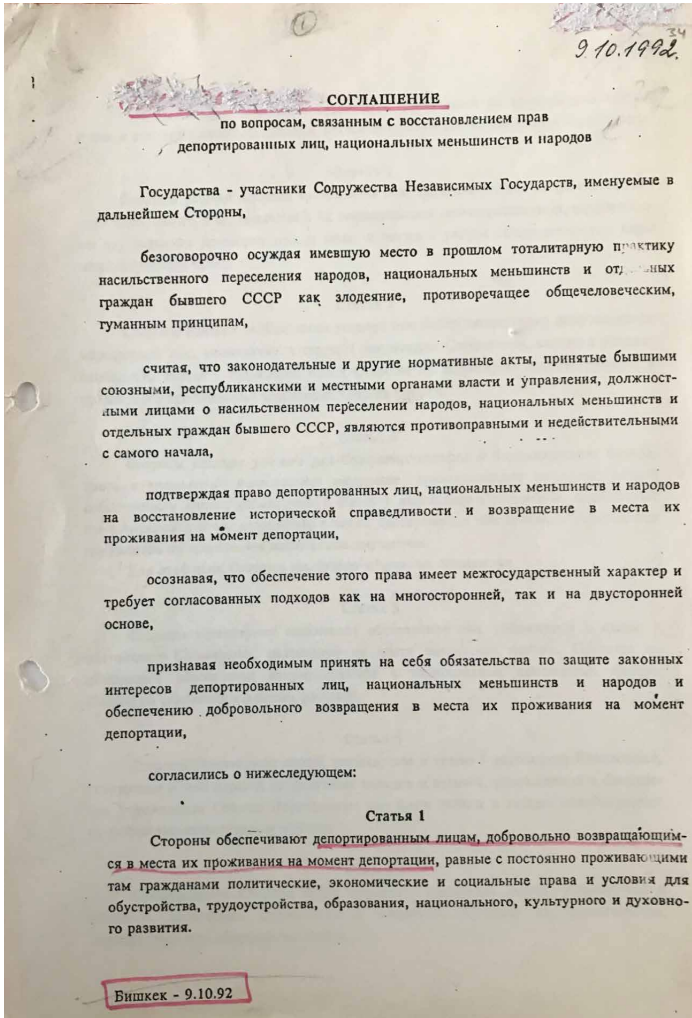 34
1
9.10.1992.
СОГЛАШЕНИЕ
по вопросам, связанным с восстановлением прав
депортированных лиц, национальных меньшинств и народов
Государства - участники Содружества Независимых Государств, именуемые в
дальнейшем Стороны,
безоговорочно осуждая имевшую место в прошлом тоталитарную практику
насильственного переселения народов, национальных меньшинств и отдельных
граждан бывшего СССР как злодеяние, противоречащее общечеловеческим,
гуманным принципам,
считая, что законодательные и другие нормативные акты, принятые бывшими
союзными, республиканскими и местными органами власти и управления, должност-
ными лицами о насильственном переселении народов, национальных меньшинств и
отдельных граждан бывшего СССР, являются противоправными и недействительными
с самого начала,
подтверждая право депортированных лиц, национальных меньшинств и народов
на восстановление исторической справедливости и возвращение в места их
проживания на момент депортации,
осознавая, что обеспечение этого права имеет межгосударственный характер и
требует согласованных подходов как на многосторонней, так и на двусторонней
основе,
признавая необходимым принять на себя обязательства по защите законных
интересов депортированных лиц, национальных меньшинств и народов и
обеспечению добровольного возвращения в места их проживания на момент
депортации,
согласились о нижеследующем:
Статья 1
Стороны обеспечивают депортированным лицам, добровольно возвращающим-
ся в места их проживания на момент депортации, равные с постоянно проживающими
там гражданами политические, экономические и социальные права и условия для
обустройства, трудоустройства, образования, национального, культурного и духовно-
го развития.
Бишкек - 9.10.92